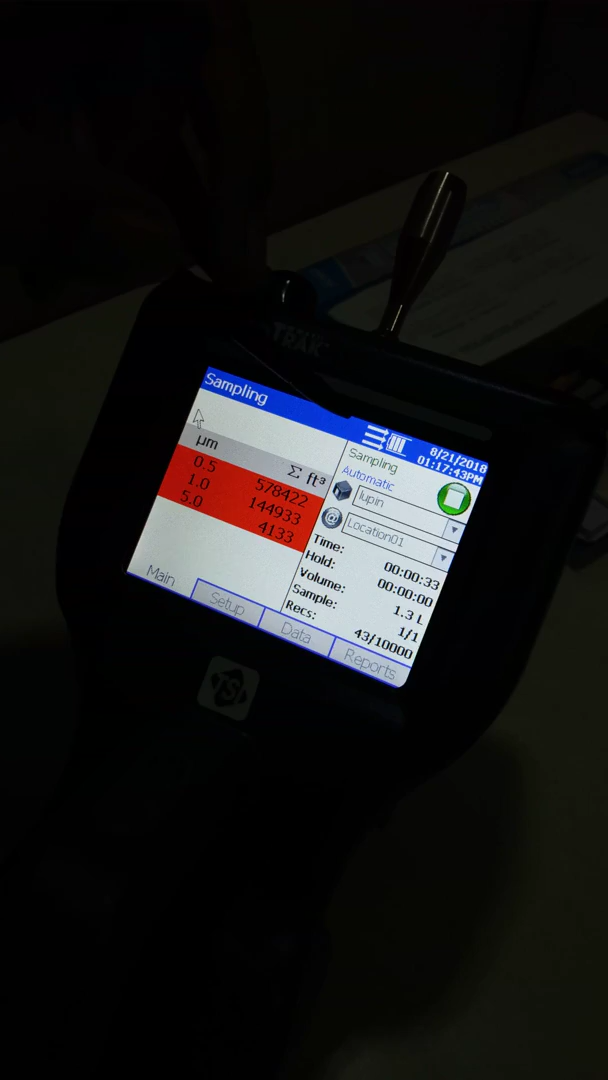 TRAK
Sampling
8/21/2018
01:17:43PM
µm Σ ft³
0.5 578422
1.0 144933
5.0 4133
Sampling
Automatic
lupin
@ Location01
Time: 00:00:33
Hold: 00:00:00
Volume: 1.3 L
Sample: 1/1
Recs: 43/10000
Main Setup Data Reports
TSI